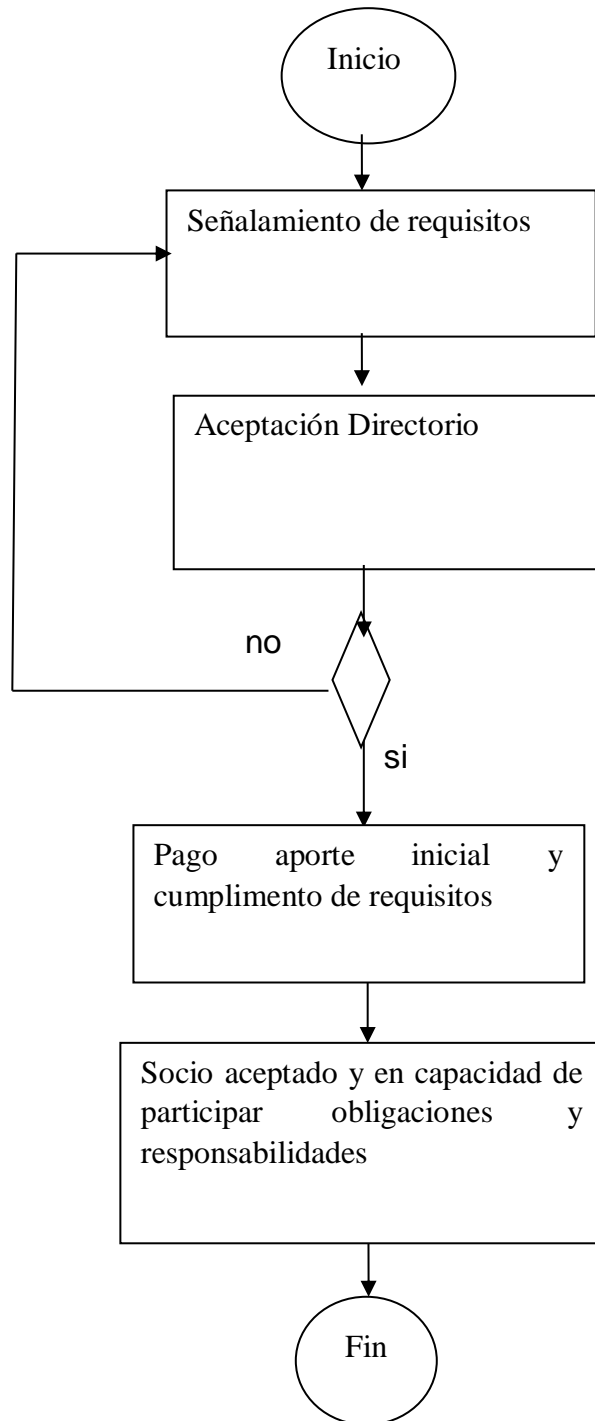 Inicio
Señalamiento de requisitos
Aceptación Directorio
no
si
Pago aporte inicial y
cumplimento de requisitos
Socio aceptado y en capacidad de
participar obligaciones y
responsabilidades
Fin